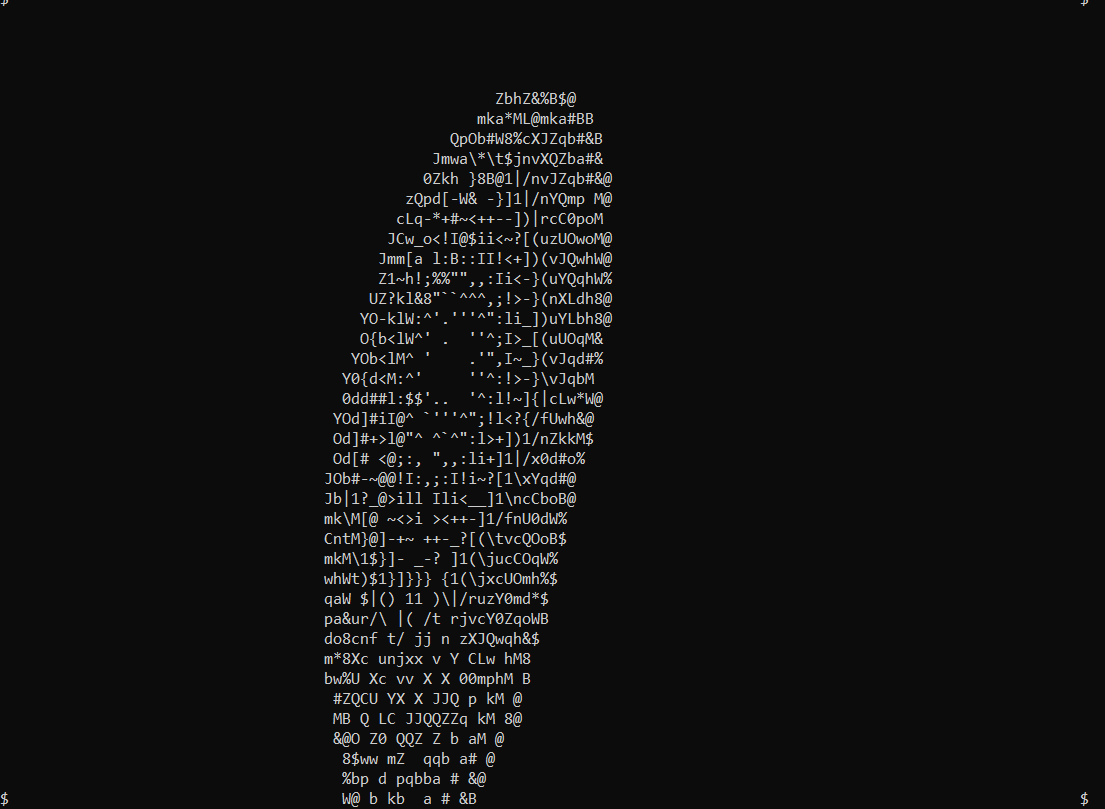 $ $
ZbhZ&%B$@
mka*ML@mka#BB
QpOb#W8%cXJZqb#&B
Jmwa\*\t$jnvXQZba#&
0Zkh }8B@1|/nvJZqb#&@
zQpd[-W& -}]1|/nYQmp M@
cLq-*+#~<++--])|rcC0poM
JCw_o<!I@$ii<~?[(uzUOwoM@
Jmm[a l:B::II!<+])(vJQwhW@
Z1~h!;%%"",,:Ii<-}(uYQqhW%
UZ?kl&8"``^^^,;!>-}(nXLdh8@
YO-klW:^'.'''^":li_])uYLbh8@
O{b<lW^' .  ''^;I>_[(uUOqM&
YOb<lM^ '    .'",I~_}(vJqd#%
Y0{d<M:^'     ''^:!>-}\vJqbM
0dd##l:$$'..  '^:l!~]{|cLw*W@
YOd]#iI@^ `'''^";!l<?{/fUwh&@
Od]#+>l@"^ ^`^":l>+])1/nZkkM$
Od[# <@;:, ",,:li+]1|/x0d#o%
JOb#-~@@!I:,;:I!i~?[1\xYqd#@
Jb|1?_@>ill Ili<__]1\ncCboB@
mk\M[@ ~<>i ><++-]1/fnU0dW%
CntM}@]-+~ ++-_?[(\tvcQOoB$
mkM\1$}]- _-? ]1(\jucCOqW%
whWt)$1}]}}} {1(\jxcUOmh%$
qaW $|() 11 )\|/ruzY0md*$
pa&ur/\ |( /t rjvcY0ZqoWB
do8cnf t/ jj n zXJQwqh&$
m*8Xc unjxx v Y CLw hM8
bw%U Xc vv X X 00mphM B
#ZQCU YX X JJQ p kM @
MB Q LC JJQQZZq kM 8@
&@O Z0 QQZ Z b aM @
8$ww mZ  qqb a# @
%bp d pqbba # &@
$ W@ b kb  a # &B $